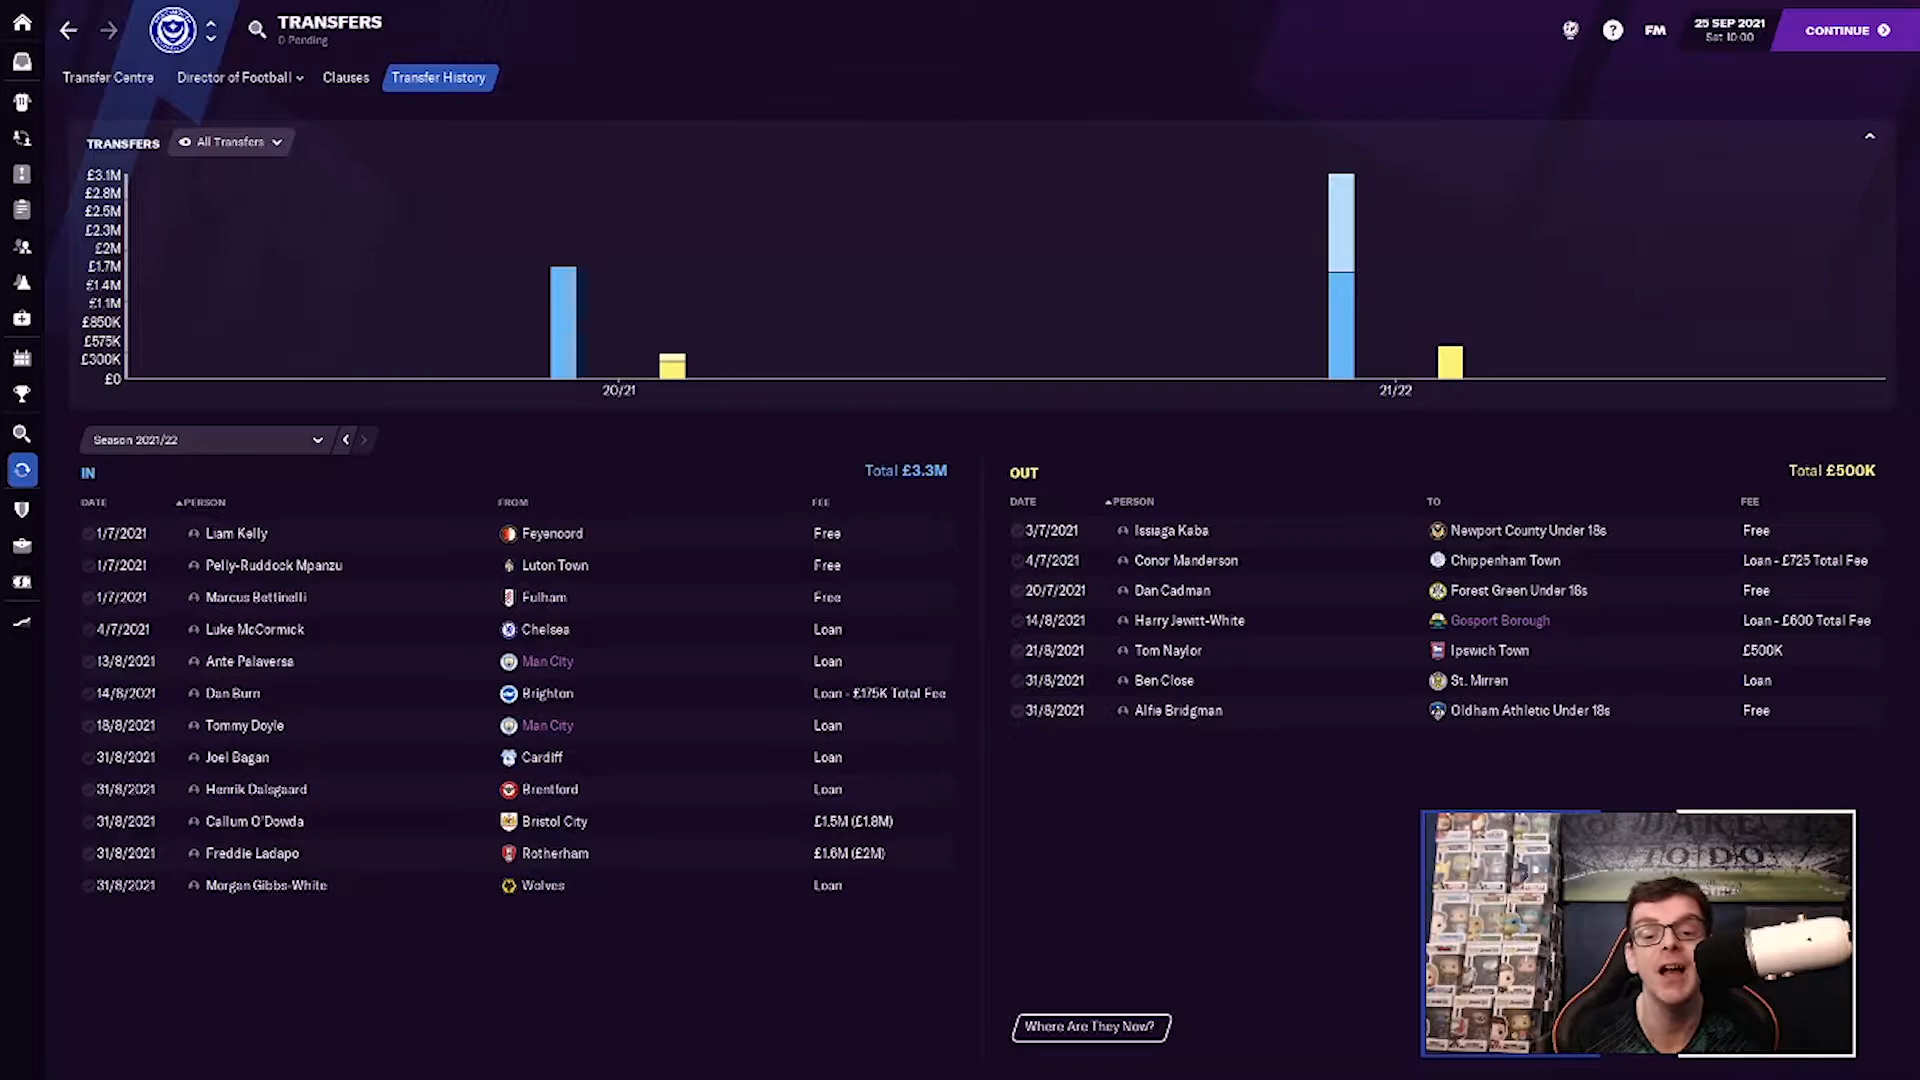 TRANSFERS
0 Pending
FM
25 SEP 2021
Sat 10:00
CONTINUE
Transfer Centre Director of Football Clauses Transfer History
TRANSFERS All Transfers
£3.1M
£2.8M
£2.5M
£2.3M
£2M
£1.7M
£1.4M
£1.1M
£850K
£575K
£300K
£0
20/21 21/22
Season 2021/22
IN Total £3.3M
DATE PERSON FROM FEE
1/7/2021 Liam Kelly Feyenoord Free
1/7/2021 Pelly-Ruddock Mpanzu Luton Town Free
1/7/2021 Marcus Bettinelli Fulham Free
4/7/2021 Luke McCormick Chelsea Loan
13/8/2021 Ante Palaversa Man City Loan
14/8/2021 Dan Burn Brighton Loan - £175K Total Fee
18/8/2021 Tommy Doyle Man City Loan
31/8/2021 Joel Bagan Cardiff Loan
31/8/2021 Henrik Dalsgaard Brentford Loan
31/8/2021 Callum O'Dowda Bristol City £1.5M (£1.8M)
31/8/2021 Freddie Ladapo Rotherham £1.6M (£2M)
31/8/2021 Morgan Gibbs-White Wolves Loan
OUT Total £500K
DATE PERSON TO FEE
3/7/2021 Issiaga Kaba Newport County Under 18s Free
4/7/2021 Conor Manderson Chippenham Town Loan - £725 Total Fee
20/7/2021 Dan Cadman Forest Green Under 18s Free
14/8/2021 Harry Jewitt-White Gosport Borough Loan - £600 Total Fee
21/8/2021 Tom Naylor Ipswich Town £500K
31/8/2021 Ben Close St. Mirren Loan
31/8/2021 Alfie Bridgman Oldham Athletic Under 18s Free
Where Are They Now?
TO DARE
TO DO